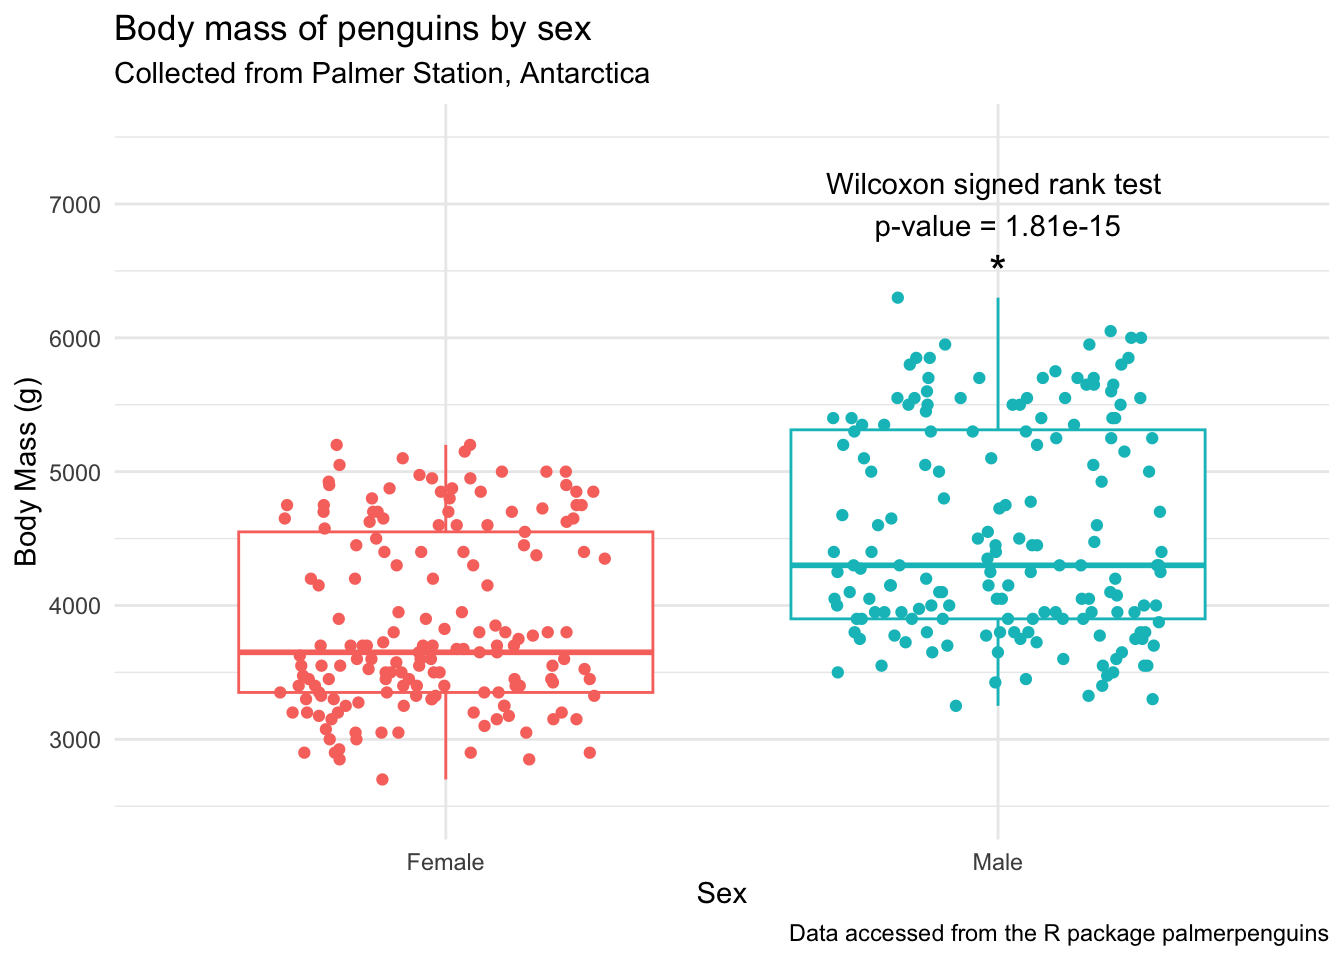 Body mass of penguins by sex
Collected from Palmer Station, Antarctica
Wilcoxon signed rank test
p-value = 1.81e-15
*
7000
6000
5000
4000
3000
Body Mass (g)
Female
Male
Sex
Data accessed from the R package palmerpenguins